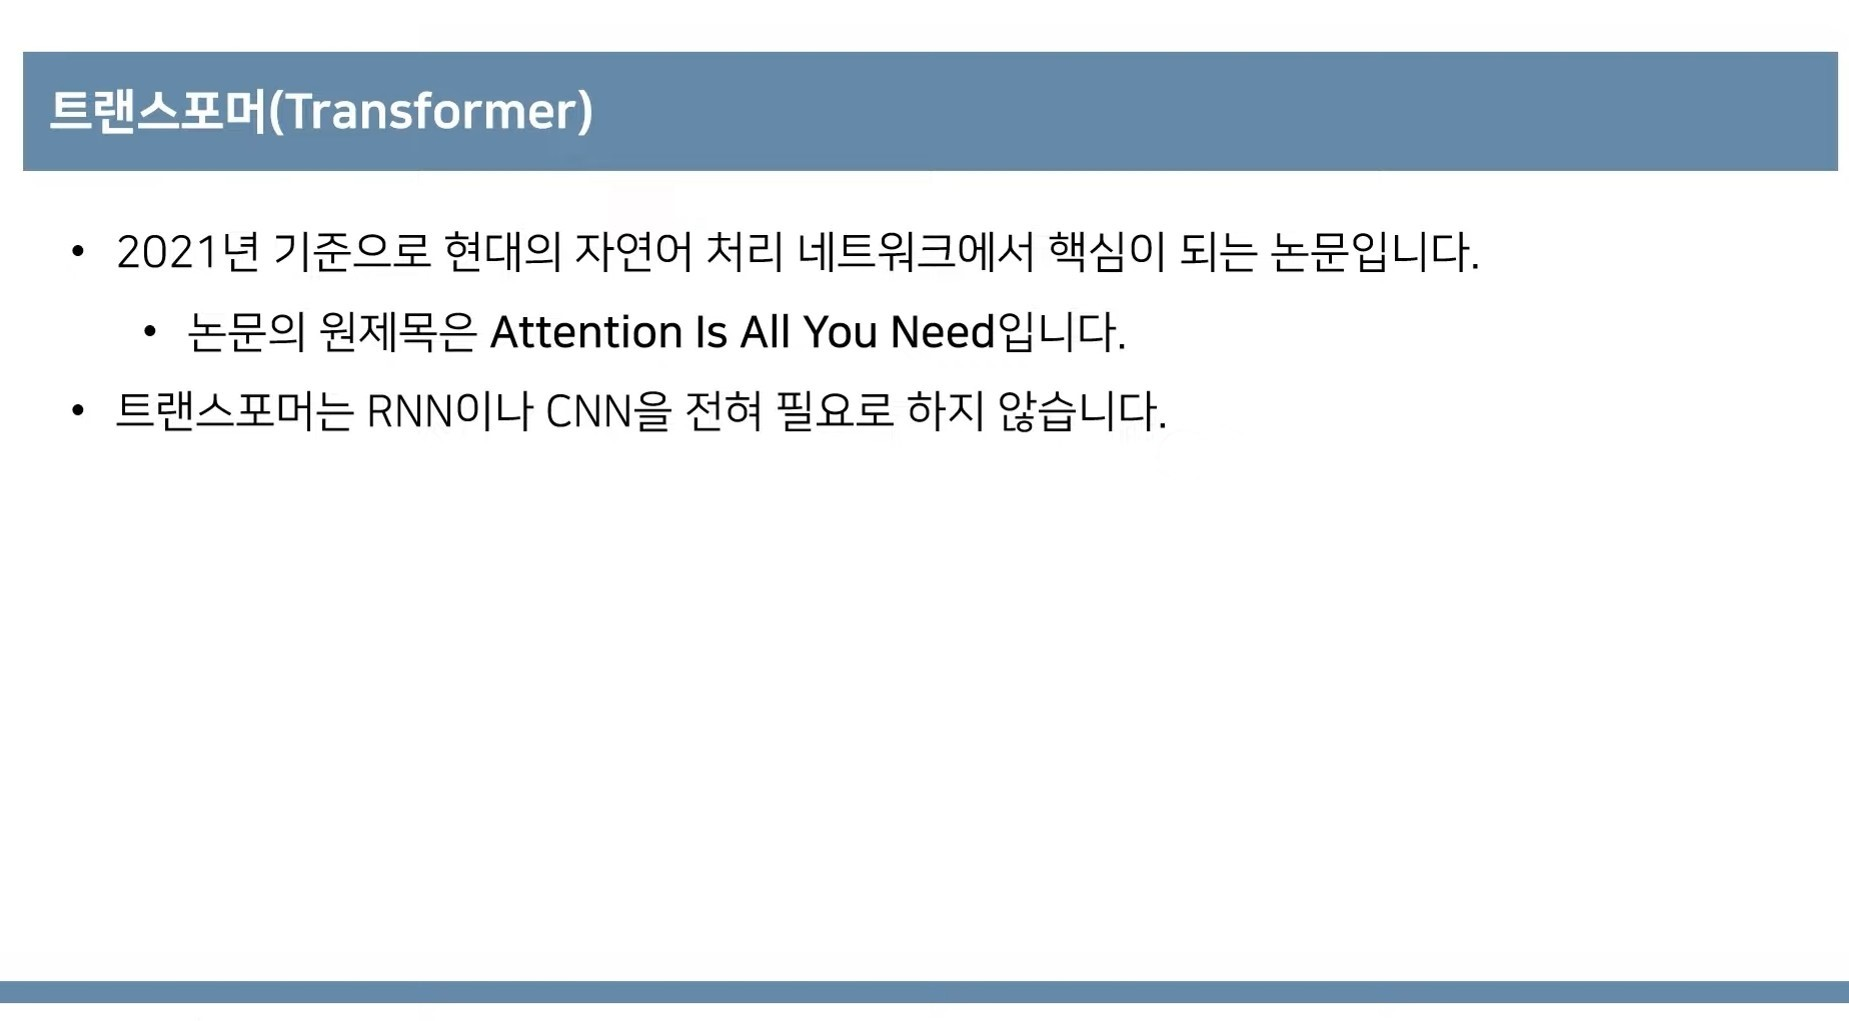 트랜스포머(Transformer)
• 2021년 기준으로 현대의 자연어 처리 네트워크에서 핵심이 되는 논문입니다.
• 논문의 원제목은 Attention Is All You Need입니다.
• 트랜스포머는 RNN이나 CNN을 전혀 필요로 하지 않습니다.